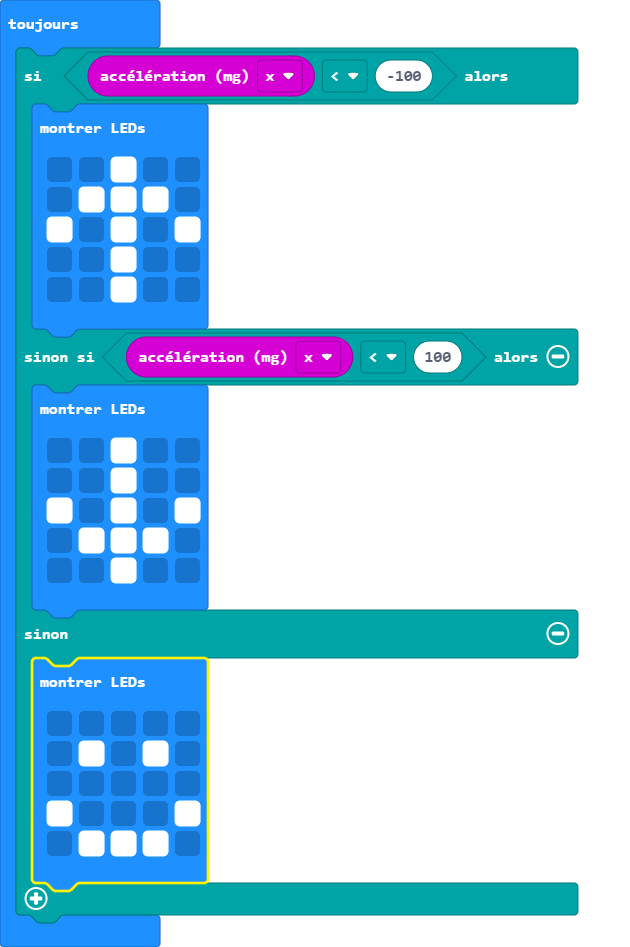 toujours
si accélération (mg) x < -100 alors
montrer LEDs
sinon si accélération (mg) x < 100 alors
montrer LEDs
sinon
montrer LEDs